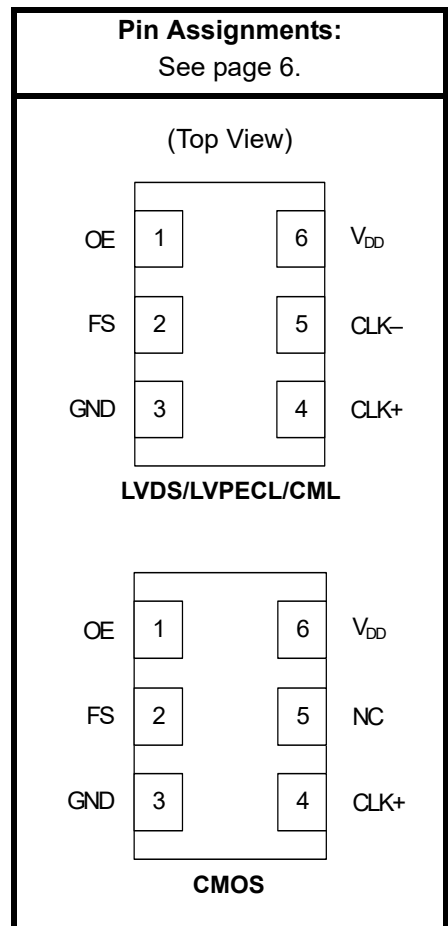 Pin Assignments:
See page 6.
(Top View)
OE 1 6 VDD
FS 2 5 CLK–
GND 3 4 CLK+
LVDS/LVPECL/CML
OE 1 6 VDD
FS 2 5 NC
GND 3 4 CLK+
CMOS